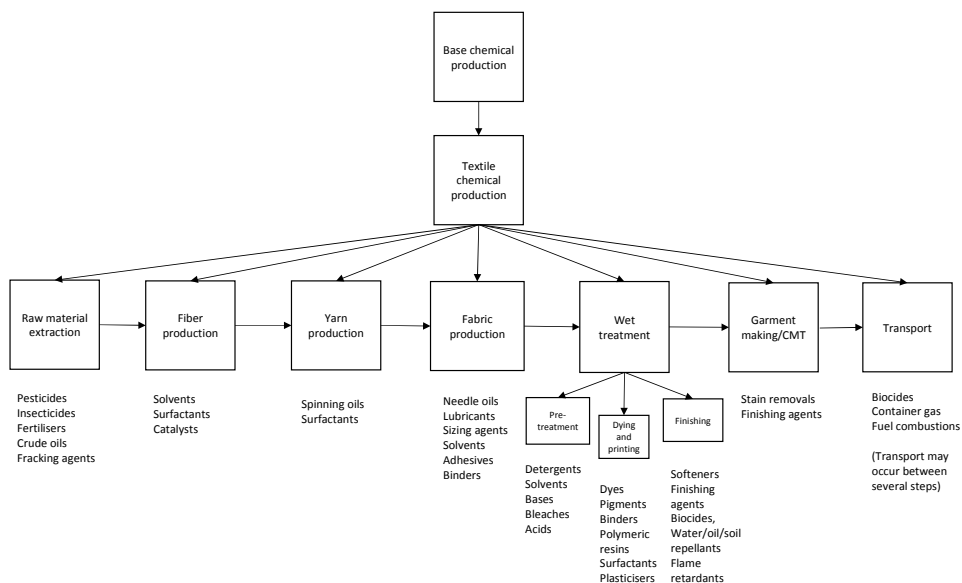 Base chemical
production
Textile
chemical
production
Raw material
extraction
Fiber
production
Yarn
production
Fabric
production
Wet
treatment
Garment
making/CMT
Transport
Pesticides
Insecticides
Fertilisers
Crude oils
Fracking agents
Solvents
Surfactants
Catalysts
Spinning oils
Surfactants
Needle oils
Lubricants
Sizing agents
Solvents
Adhesives
Binders
Pre-
treatment
Detergents
Solvents
Bases
Bleaches
Acids
Dying
and
printing
Dyes
Pigments
Binders
Polymeric
resins
Surfactants
Plasticisers
Finishing
Softeners
Finishing
agents
Biocides,
Water/oil/soil
repellants
Flame
retardants
Stain removals
Finishing agents
Biocides
Container gas
Fuel combustions
(Transport may
occur between
several steps)